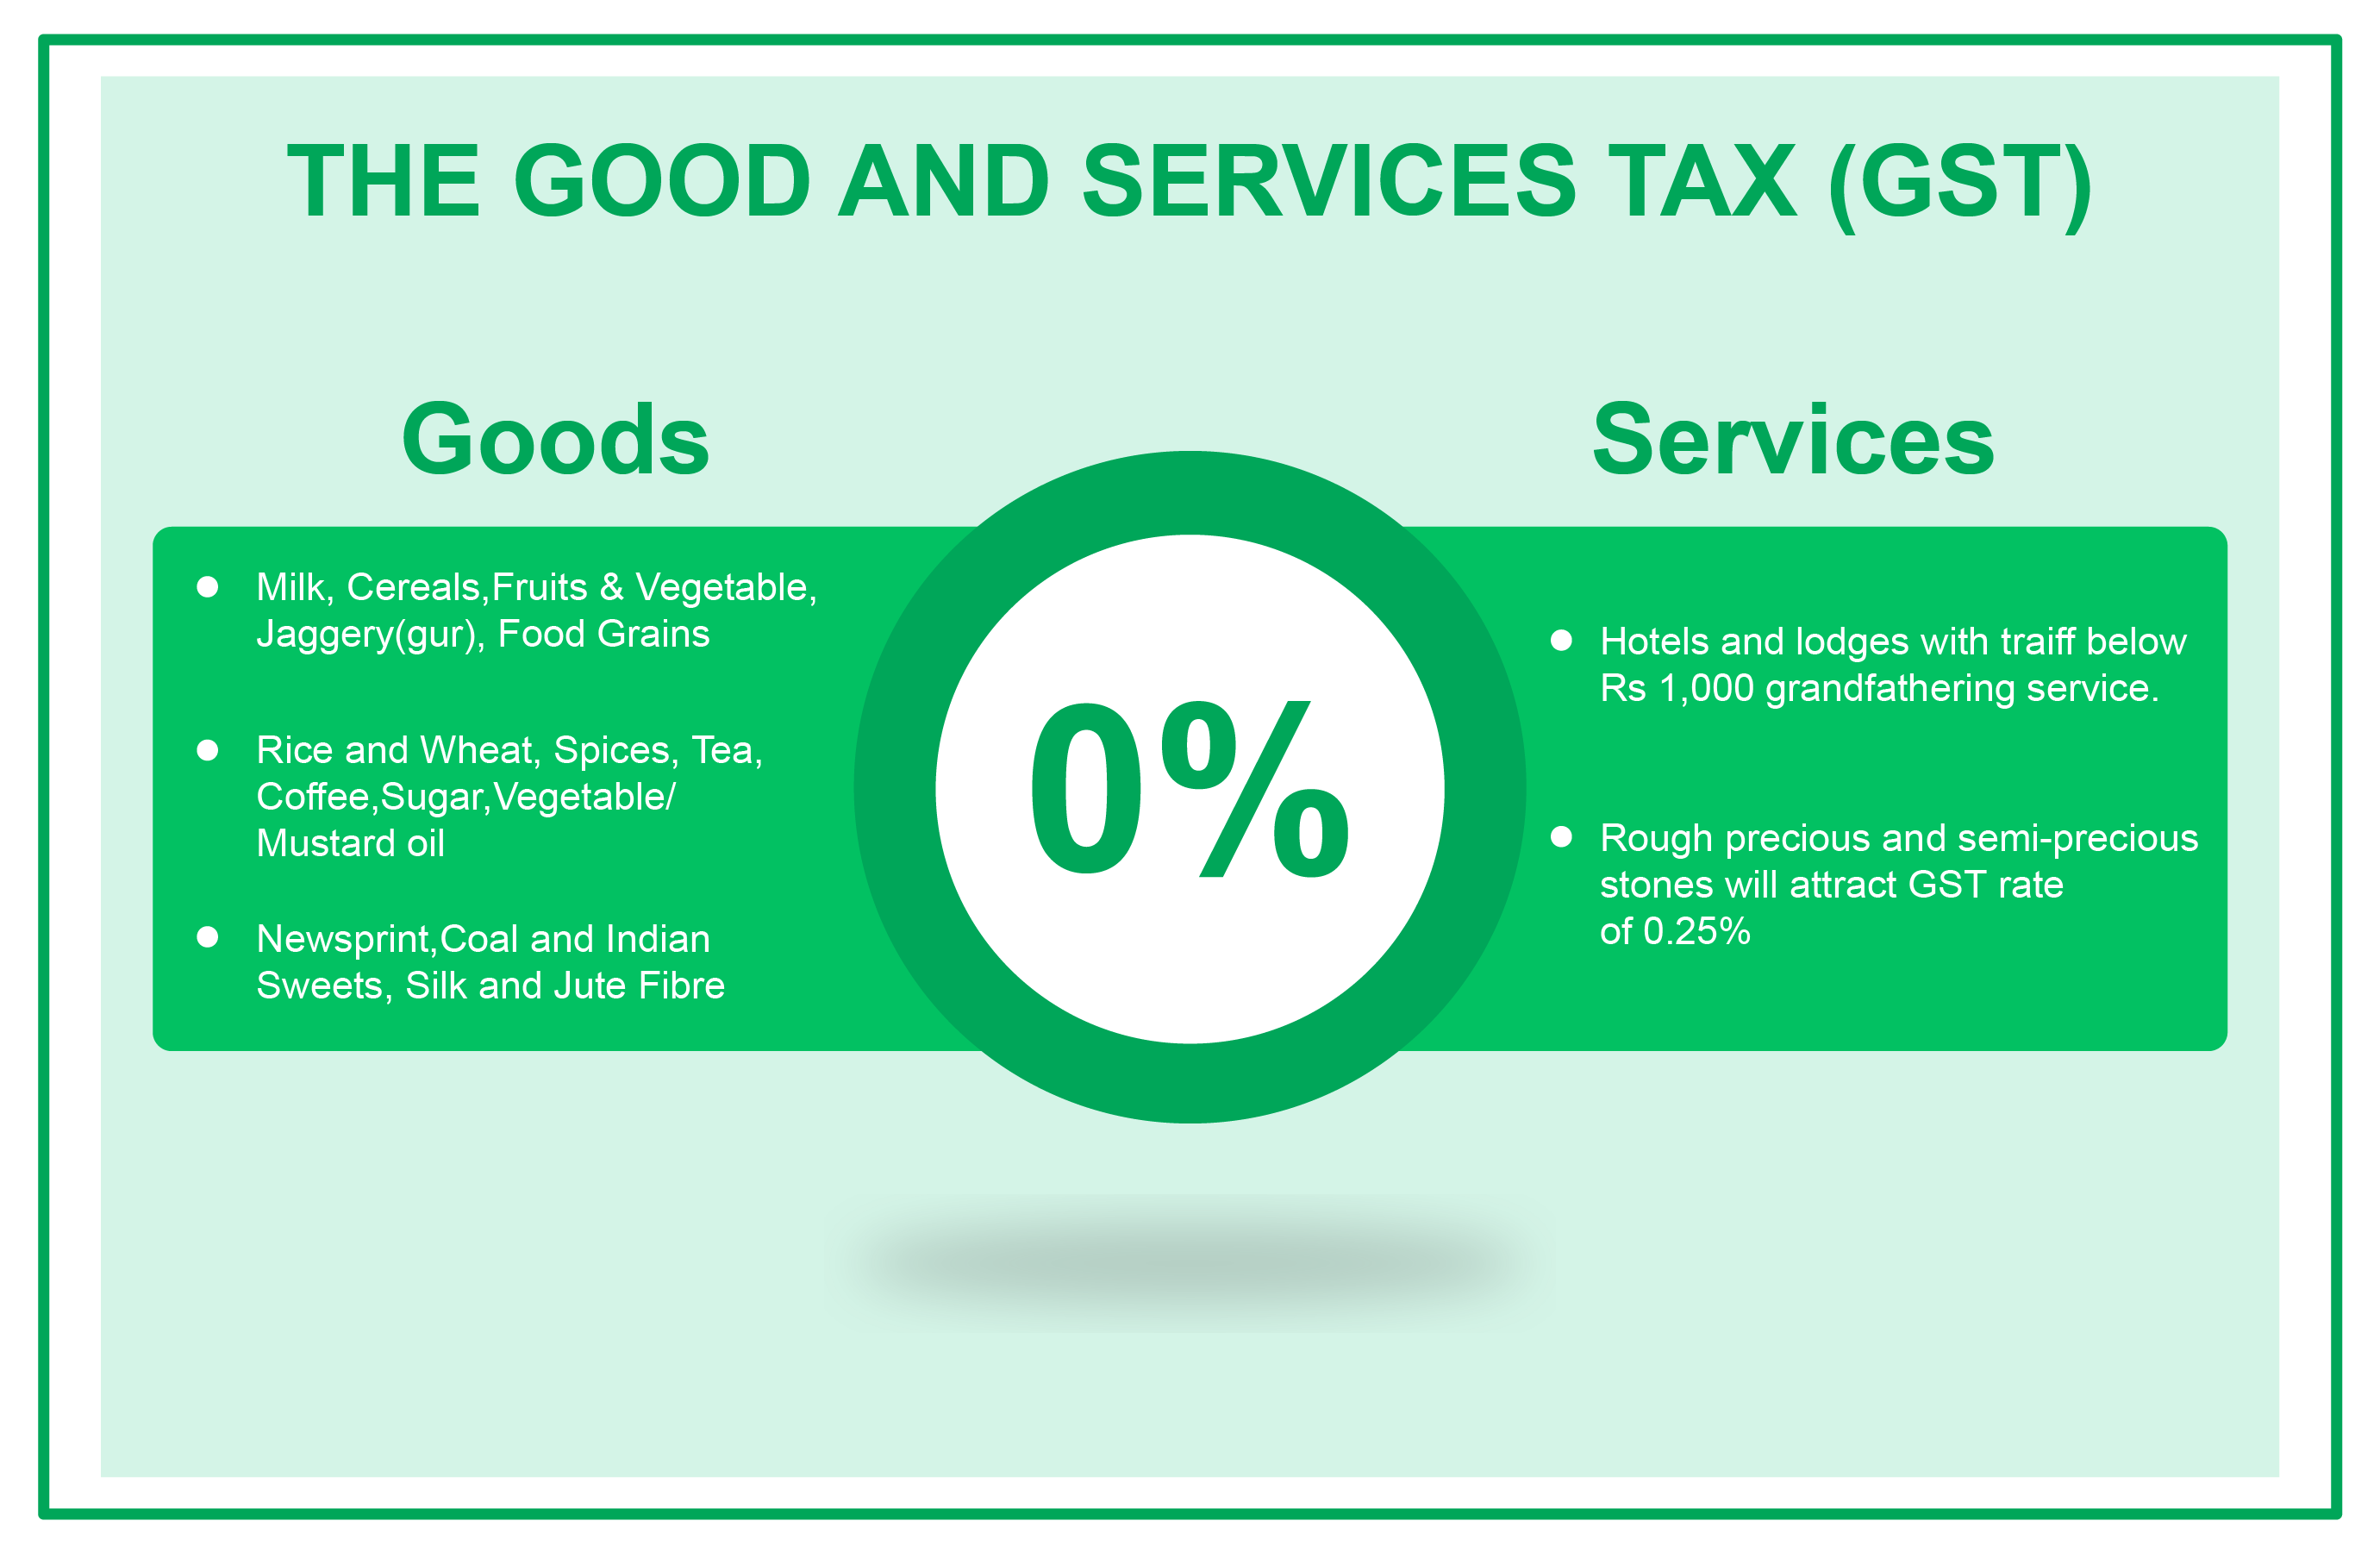 THE GOOD AND SERVICES TAX (GST)
Goods
Milk, Cereals,Fruits & Vegetable,
Jaggery(gur), Food Grains
Rice and Wheat, Spices, Tea,
Coffee,Sugar,Vegetable/
Mustard oil
Newsprint,Coal and Indian
Sweets, Silk and Jute Fibre
0%
Services
Hotels and lodges with traiff below
Rs 1,000 grandfathering service.
Rough precious and semi-precious
stones will attract GST rate
of 0.25%